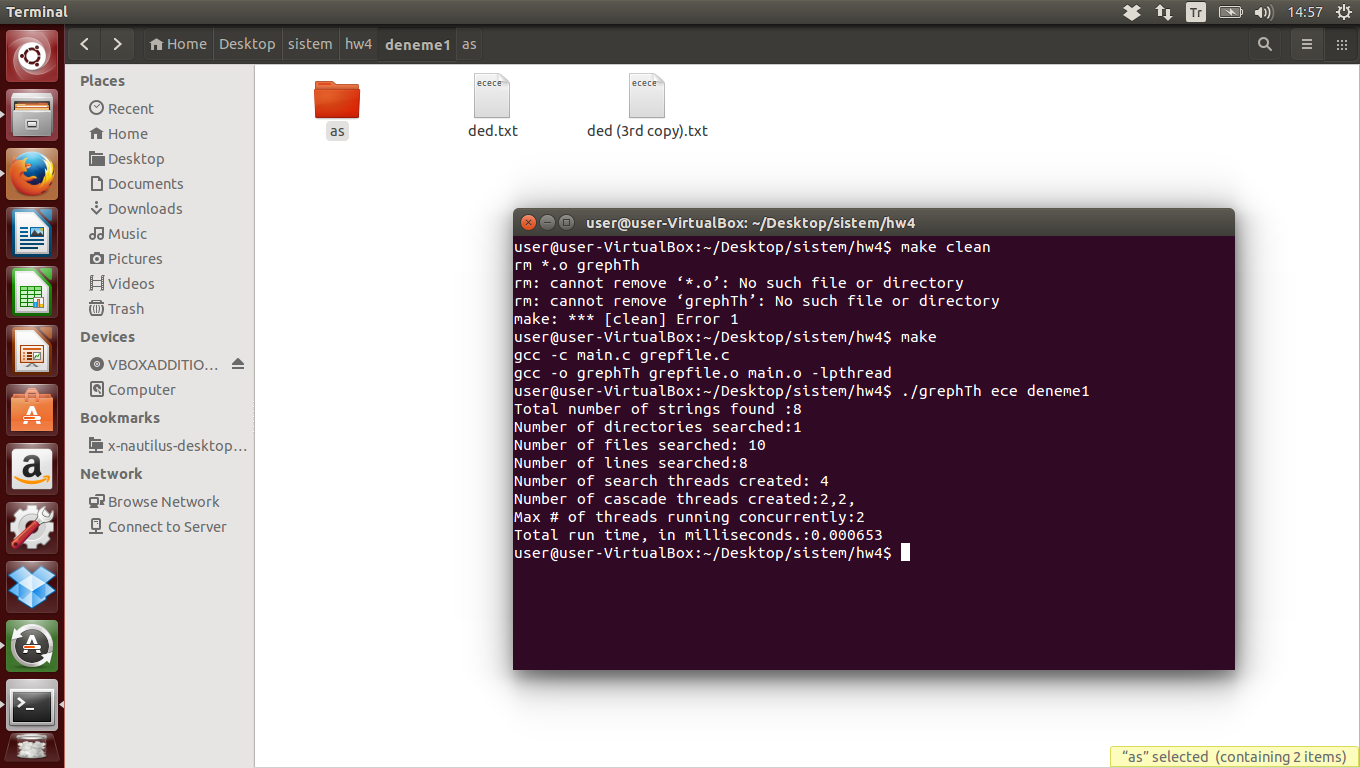 Terminal
Tr
14:57
Home
Desktop
sistem
hw4
deneme1
as
Places
Recent
Home
Desktop
Documents
Downloads
Music
Pictures
Videos
Trash
Devices
VBOXADDITIO...
Computer
Bookmarks
x-nautilus-desktop...
Network
Browse Network
Connect to Server
ecece
ecece
as
ded.txt
ded (3rd copy).txt
user@user-VirtualBox: ~/Desktop/sistem/hw4
user@user-VirtualBox:~/Desktop/sistem/hw4$ make clean
rm *.o grephTh
rm: cannot remove ‘*.o’: No such file or directory
rm: cannot remove ‘grephTh’: No such file or directory
make: *** [clean] Error 1
user@user-VirtualBox:~/Desktop/sistem/hw4$ make
gcc -c main.c grepfile.c
gcc -o grephTh grepfile.o main.o -lpthread
user@user-VirtualBox:~/Desktop/sistem/hw4$ ./grephTh ece deneme1
Total number of strings found :8
Number of directories searched:1
Number of files searched: 10
Number of lines searched:8
Number of search threads created: 4
Number of cascade threads created:2,2,
Max # of threads running concurrently:2
Total run time, in milliseconds.:0.000653
user@user-VirtualBox:~/Desktop/sistem/hw4$
“as” selected (containing 2 items)